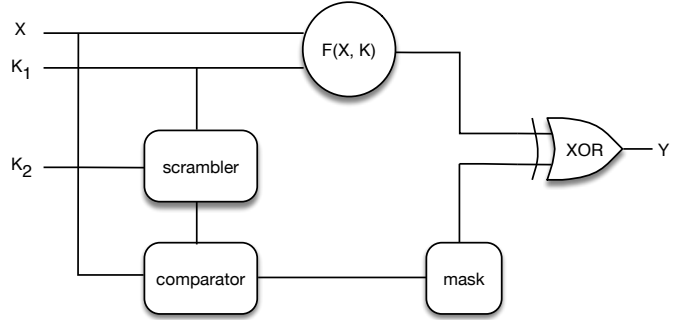 X
F(X, K)
K₁
XOR
Y
K₂
scrambler
comparator
mask